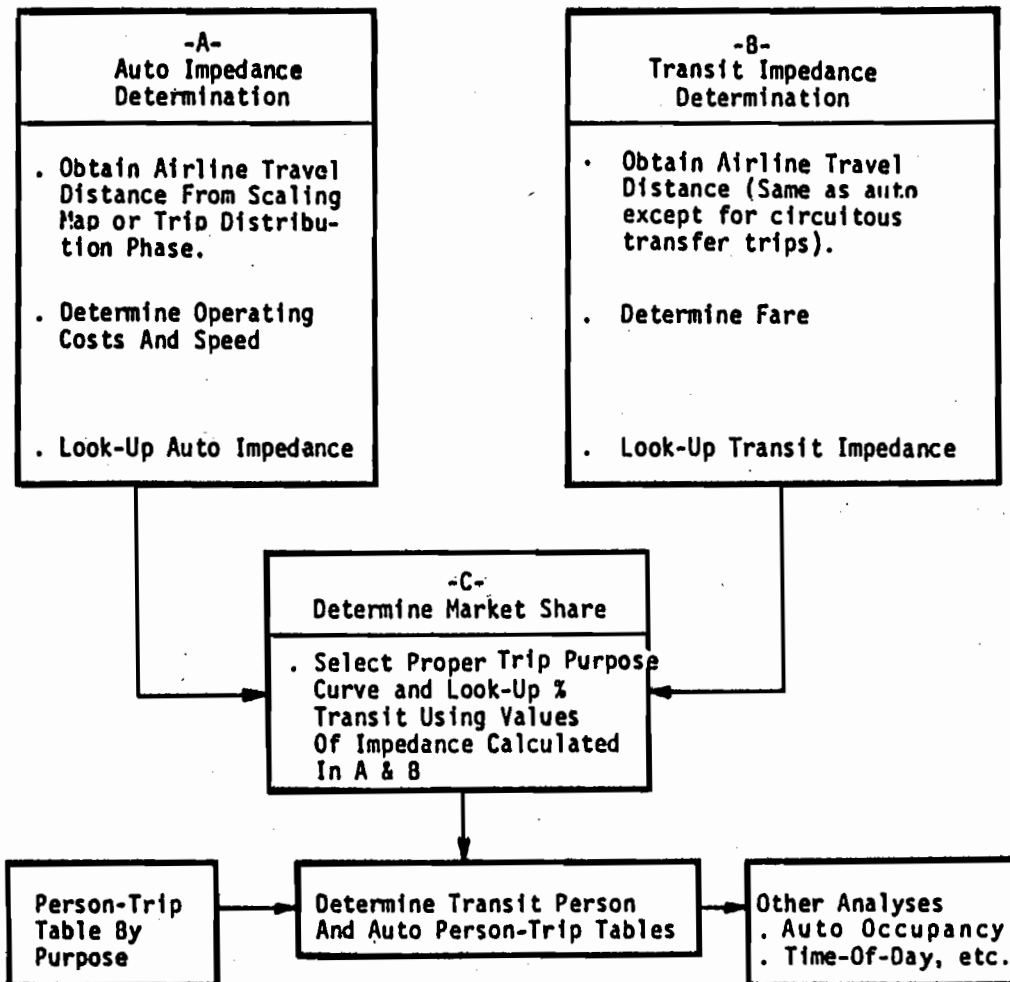 -A-
Auto Impedance
Determination
. Obtain Airline Travel
Distance From Scaling
Map or Trip Distribu-
tion Phase.
. Determine Operating
Costs And Speed
. Look-Up Auto Impedance
-B-
Transit Impedance
Determination
. Obtain Airline Travel
Distance (Same as auto
except for circuitous
transfer trips).
. Determine Fare
. Look-Up Transit Impedance
-C-
Determine Market Share
. Select Proper Trip Purpose
Curve and Look-Up %
Transit Using Values
Of Impedance Calculated
In A & B
Person-Trip
Table By
Purpose
Determine Transit Person
And Auto Person-Trip Tables
Other Analyses
. Auto Occupancy
. Time-Of-Day, etc.